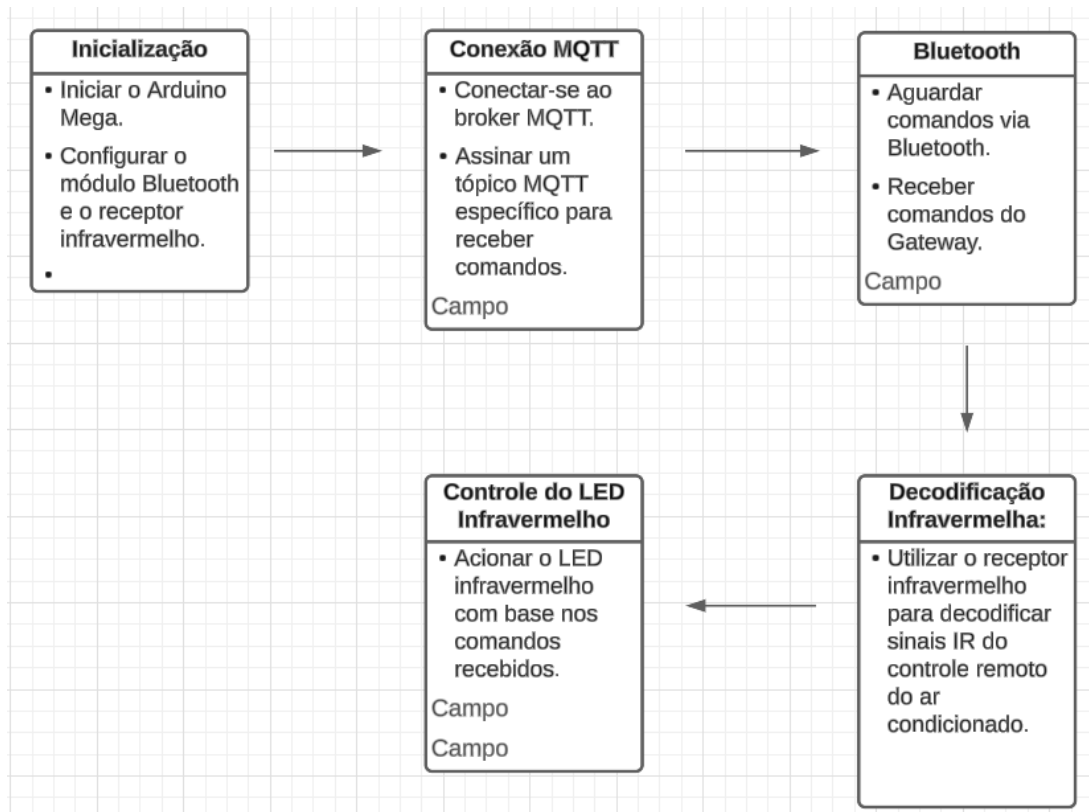 Inicialização
• Iniciar o Arduino
Mega.
• Configurar o
módulo Bluetooth
e o receptor
infravermelho.
•
Conexão MQTT
• Conectar-se ao
broker MQTT.
• Assinar um
tópico MQTT
específico para
receber
comandos.
Campo
Bluetooth
• Aguardar
comandos via
Bluetooth.
• Receber
comandos do
Gateway.
Campo
Decodificação
Infravermelha:
• Utilizar o receptor
infravermelho
para decodificar
sinais IR do
controle remoto
do ar
condicionado.
Controle do LED
Infravermelho
• Acionar o LED
infravermelho
com base nos
comandos
recebidos.
Campo
Campo